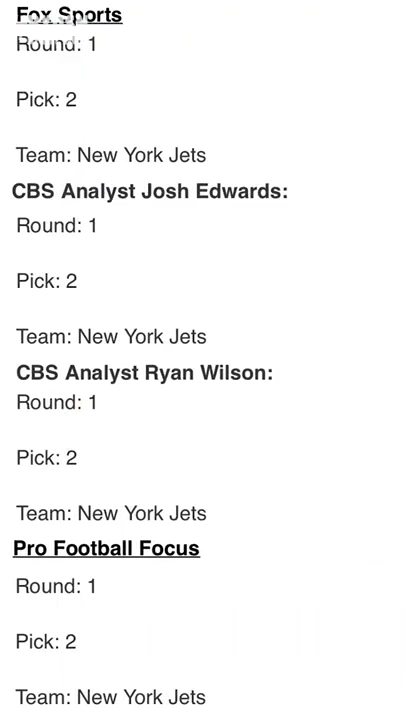 Fox Sports
Round: 1
Pick: 2
Team: New York Jets
CBS Analyst Josh Edwards:
Round: 1
Pick: 2
Team: New York Jets
CBS Analyst Ryan Wilson:
Round: 1
Pick: 2
Team: New York Jets
Pro Football Focus
Round: 1
Pick: 2
Team: New York Jets